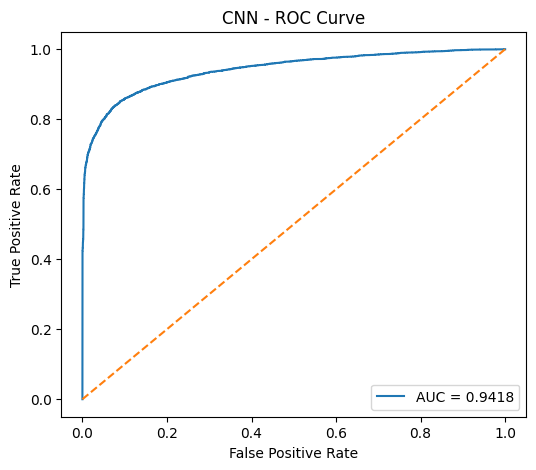 CNN - ROC Curve
True Positive Rate
1.0
0.8
0.6
0.4
0.2
0.0
AUC = 0.9418
0.0 0.2 0.4 0.6 0.8 1.0
False Positive Rate